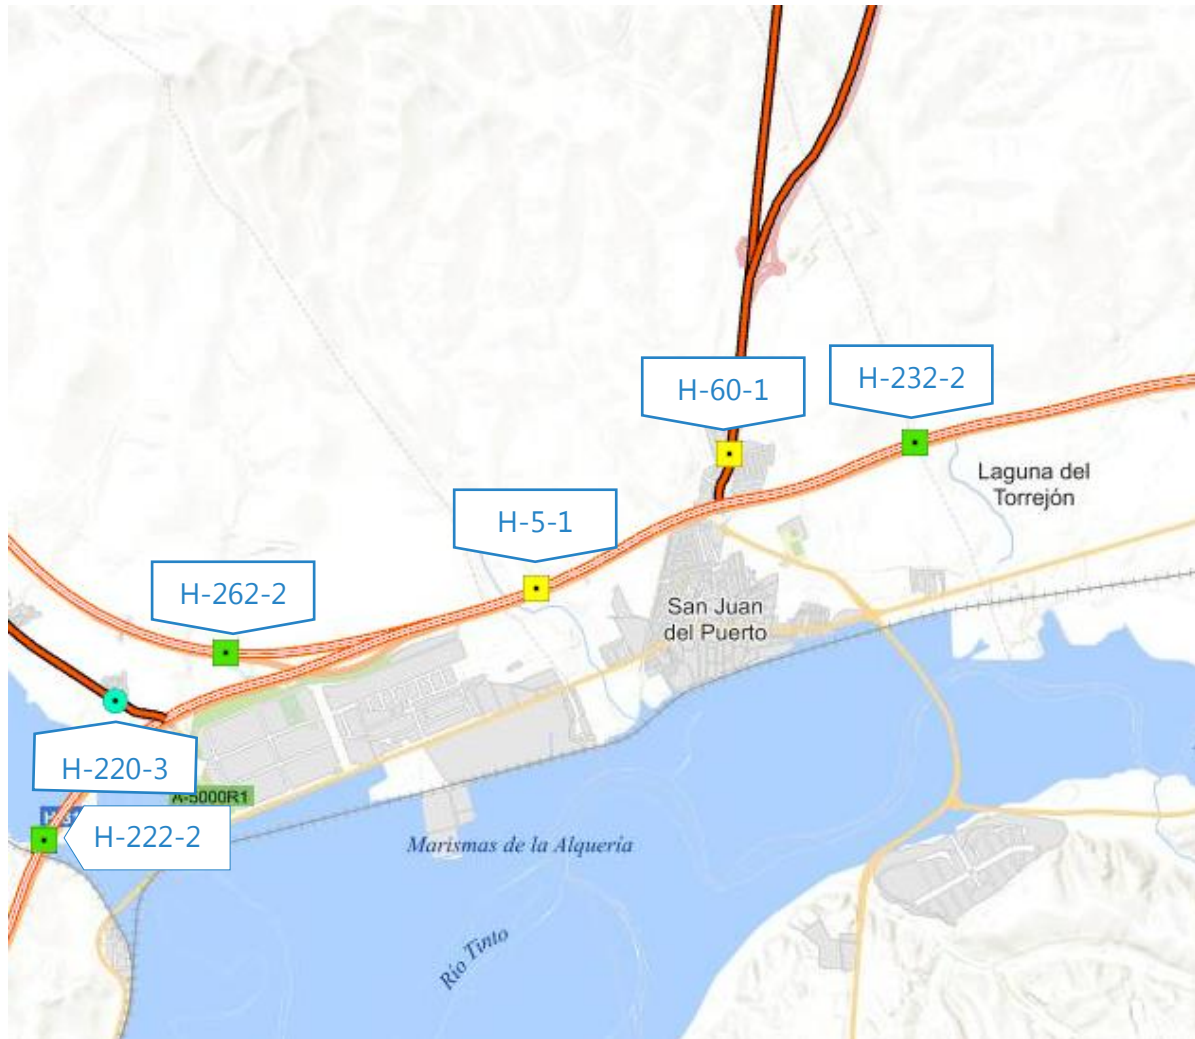 H-60-1
H-232-2
Laguna del
Torrejón
H-5-1
H-262-2
San Juan
del Puerto
H-220-3
A-5000R1
H-222-2
Marismas de la Alquería
Río Tinto